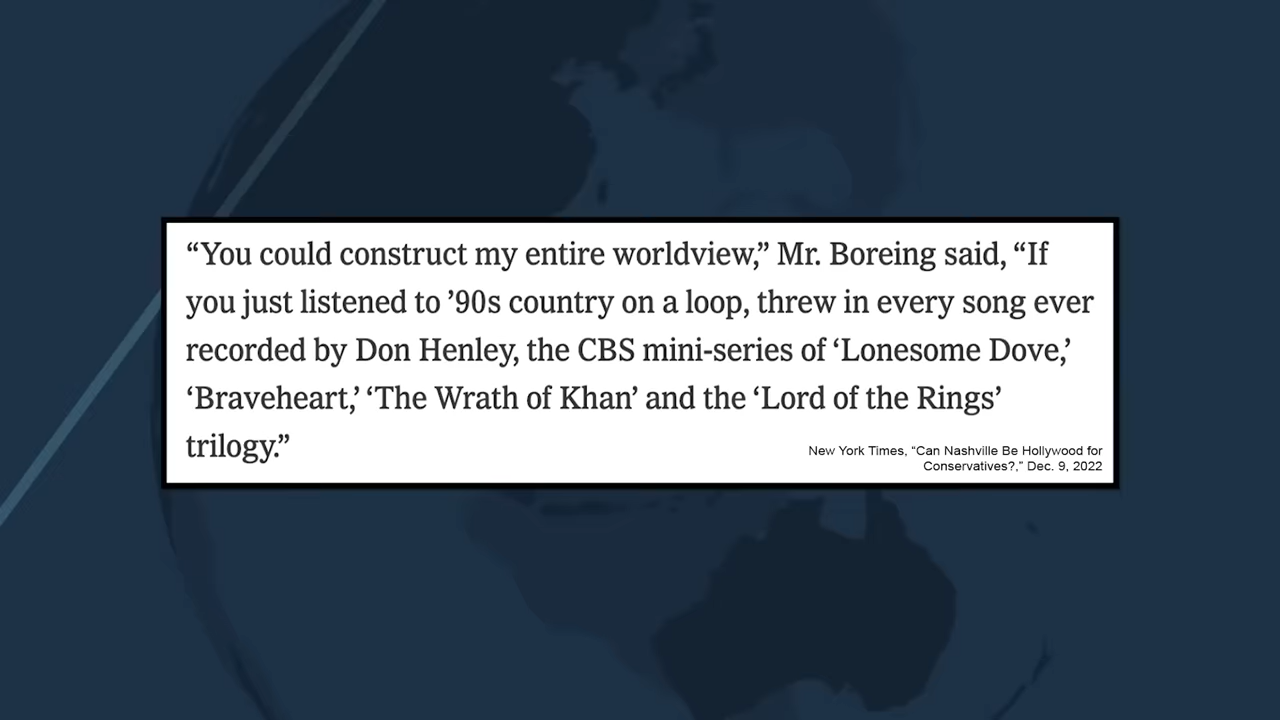 “You could construct my entire worldview,” Mr. Boreing said, “If
you just listened to ’90s country on a loop, threw in every song ever
recorded by Don Henley, the CBS mini-series of ‘Lonesome Dove,’
‘Braveheart,’ ‘The Wrath of Khan’ and the ‘Lord of the Rings’
trilogy.”
New York Times, “Can Nashville Be Hollywood for
Conservatives?,” Dec. 9, 2022